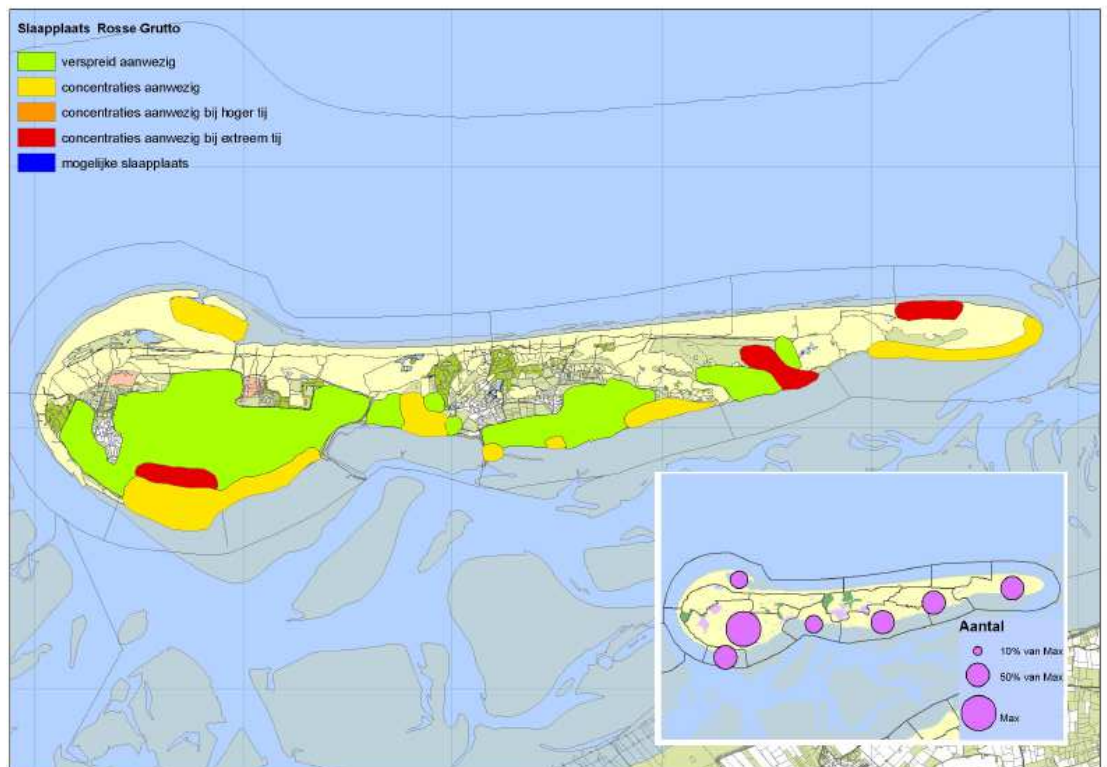 Slaapplaats Rosse Grutto
verspreid aanwezig
concentraties aanwezig
concentraties aanwezig bij hoger tij
concentraties aanwezig bij extreem tij
mogelijke slaapplaats
Aantal
10% van Max
50% van Max
Max